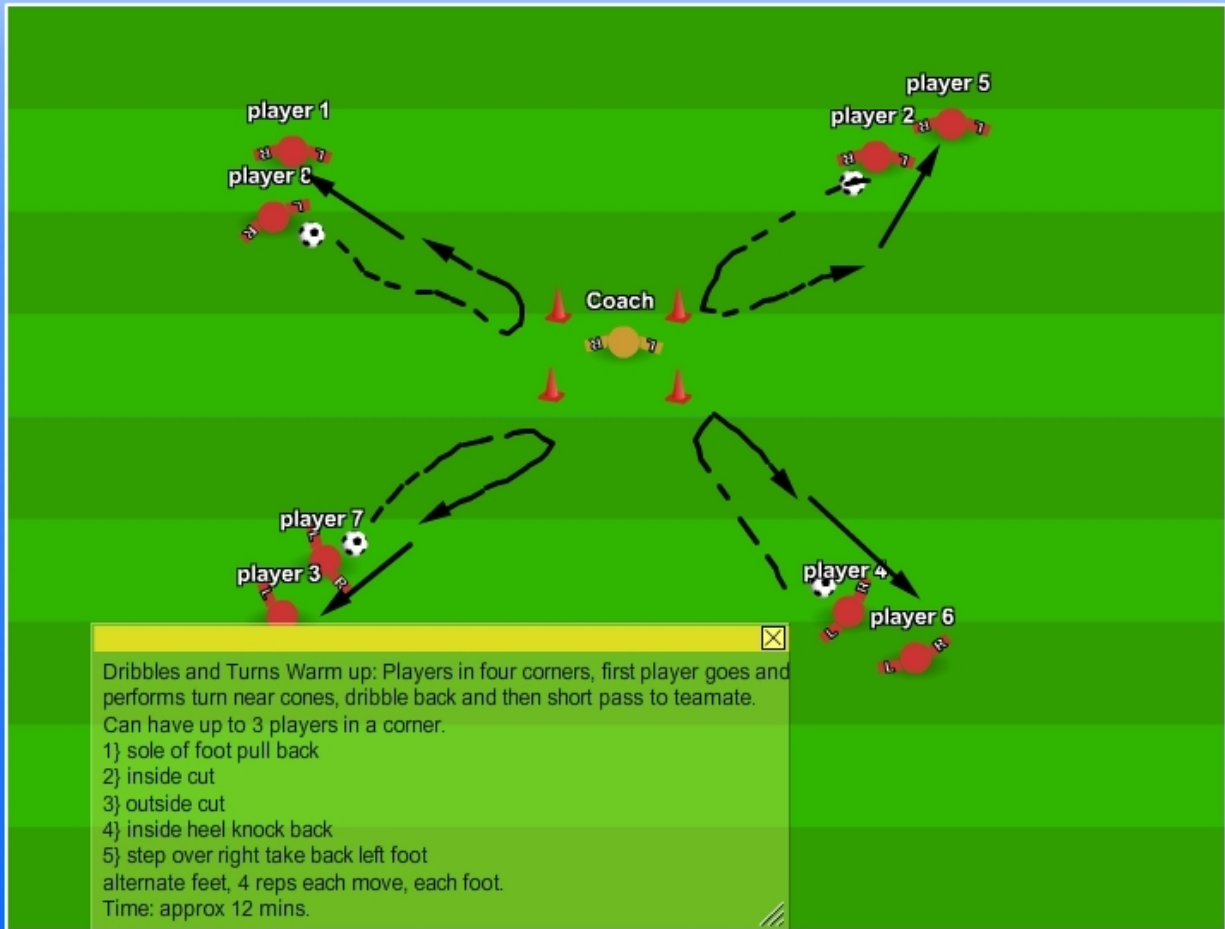 player 5
player 1
player 2
R L
R L
R L
player 8
L
R
Coach
R L
player 7
L
R
player 3
L
player 4
R
L
player 6
R
L
Dribbles and Turns Warm up: Players in four corners, first player goes and
performs turn near cones, dribble back and then short pass to teamate.
Can have up to 3 players in a corner.
1} sole of foot pull back
2} inside cut
3} outside cut
4} inside heel knock back
5} step over right take back left foot
alternate feet, 4 reps each move, each foot.
Time: approx 12 mins.